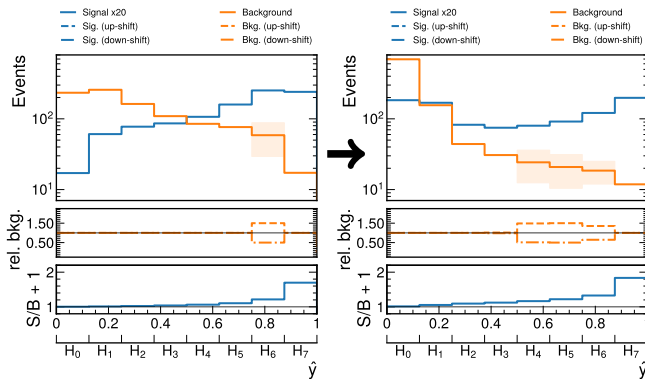 Signal x20
Sig. (up-shift)
Sig. (down-shift)
Background
Bkg. (up-shift)
Bkg. (down-shift)
Events
10²
10¹
rel. bkg.
1.50
0.50
S/B + 1
2
1
0 0.2 0.4 0.6 0.8 1
H₀ H₁ H₂ H₃ H₄ H₅ H₆ H₇
ŷ
Signal x20
Sig. (up-shift)
Sig. (down-shift)
Background
Bkg. (up-shift)
Bkg. (down-shift)
Events
10²
10¹
rel. bkg.
1.50
0.50
S/B + 1
2
1
0 0.2 0.4 0.6 0.8
H₀ H₁ H₂ H₃ H₄ H₅ H₆ H₇
ŷ